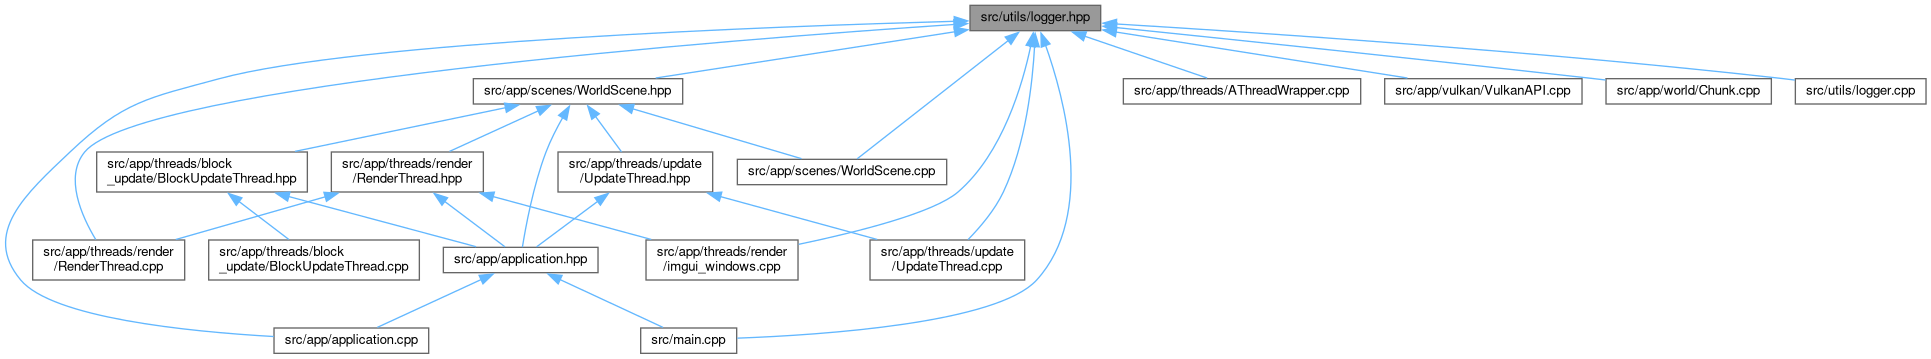 src/utils/logger.hpp
src/app/scenes/WorldScene.hpp
src/app/threads/AThreadWrapper.cpp
src/app/vulkan/VulkanAPI.cpp
src/app/world/Chunk.cpp
src/utils/logger.cpp
src/app/threads/block
_update/BlockUpdateThread.hpp
src/app/threads/render
/RenderThread.hpp
src/app/threads/update
/UpdateThread.hpp
src/app/scenes/WorldScene.cpp
src/app/threads/render
/RenderThread.cpp
src/app/threads/block
_update/BlockUpdateThread.cpp
src/app/application.hpp
src/app/threads/render
/imgui_windows.cpp
src/app/threads/update
/UpdateThread.cpp
src/app/application.cpp
src/main.cpp